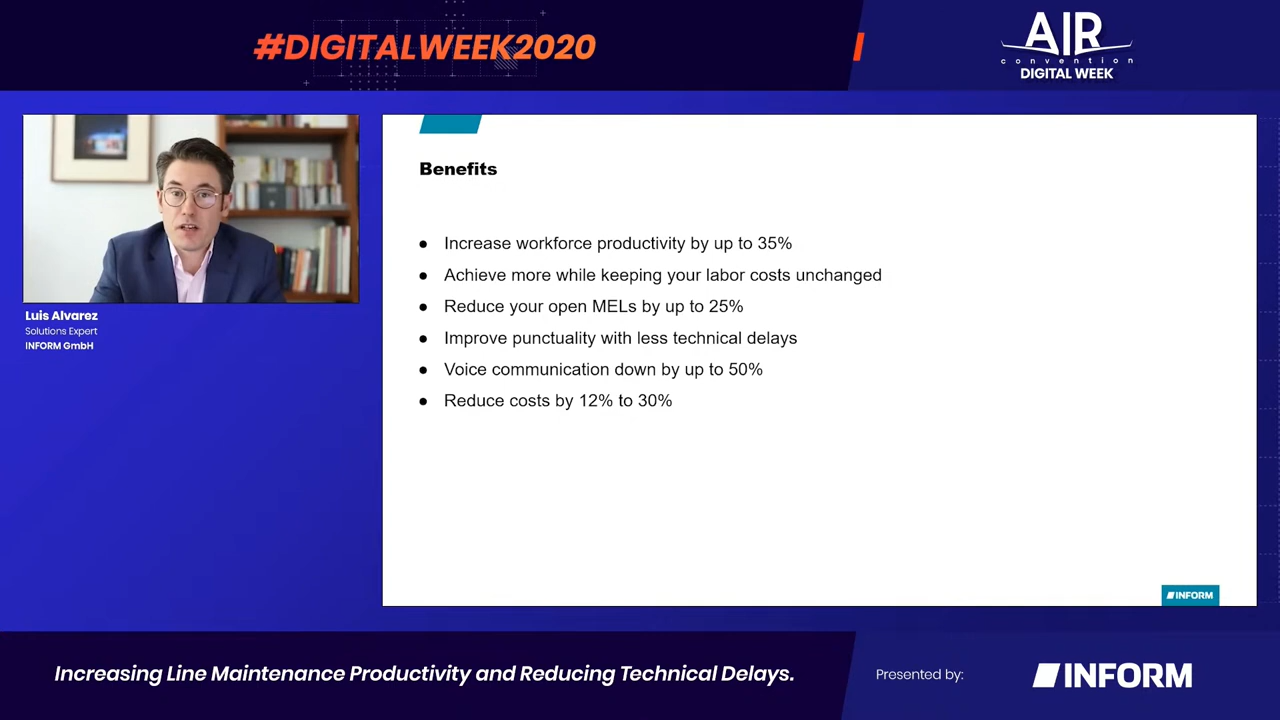 #DIGITALWEEK2020
AIR
convention
DIGITAL WEEK
Luis Alvarez
Solutions Expert
INFORM GmbH
Benefits
● Increase workforce productivity by up to 35%
● Achieve more while keeping your labor costs unchanged
● Reduce your open MELs by up to 25%
● Improve punctuality with less technical delays
● Voice communication down by up to 50%
● Reduce costs by 12% to 30%
INFORM
Increasing Line Maintenance Productivity and Reducing Technical Delays.
Presented by:
INFORM